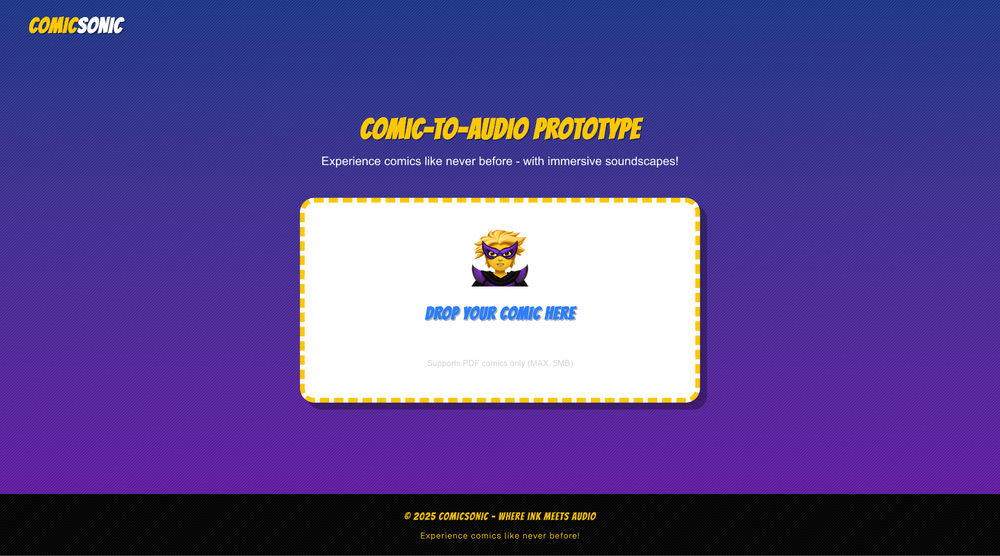 COMICSONIC
COMIC-TO-AUDIO PROTOTYPE
Experience comics like never before - with immersive soundscapes!
DROP YOUR COMIC HERE
Supports PDF comics only (MAX. 5MB)
© 2025 COMICSONIC - WHERE INK MEETS AUDIO
Experience comics like never before!